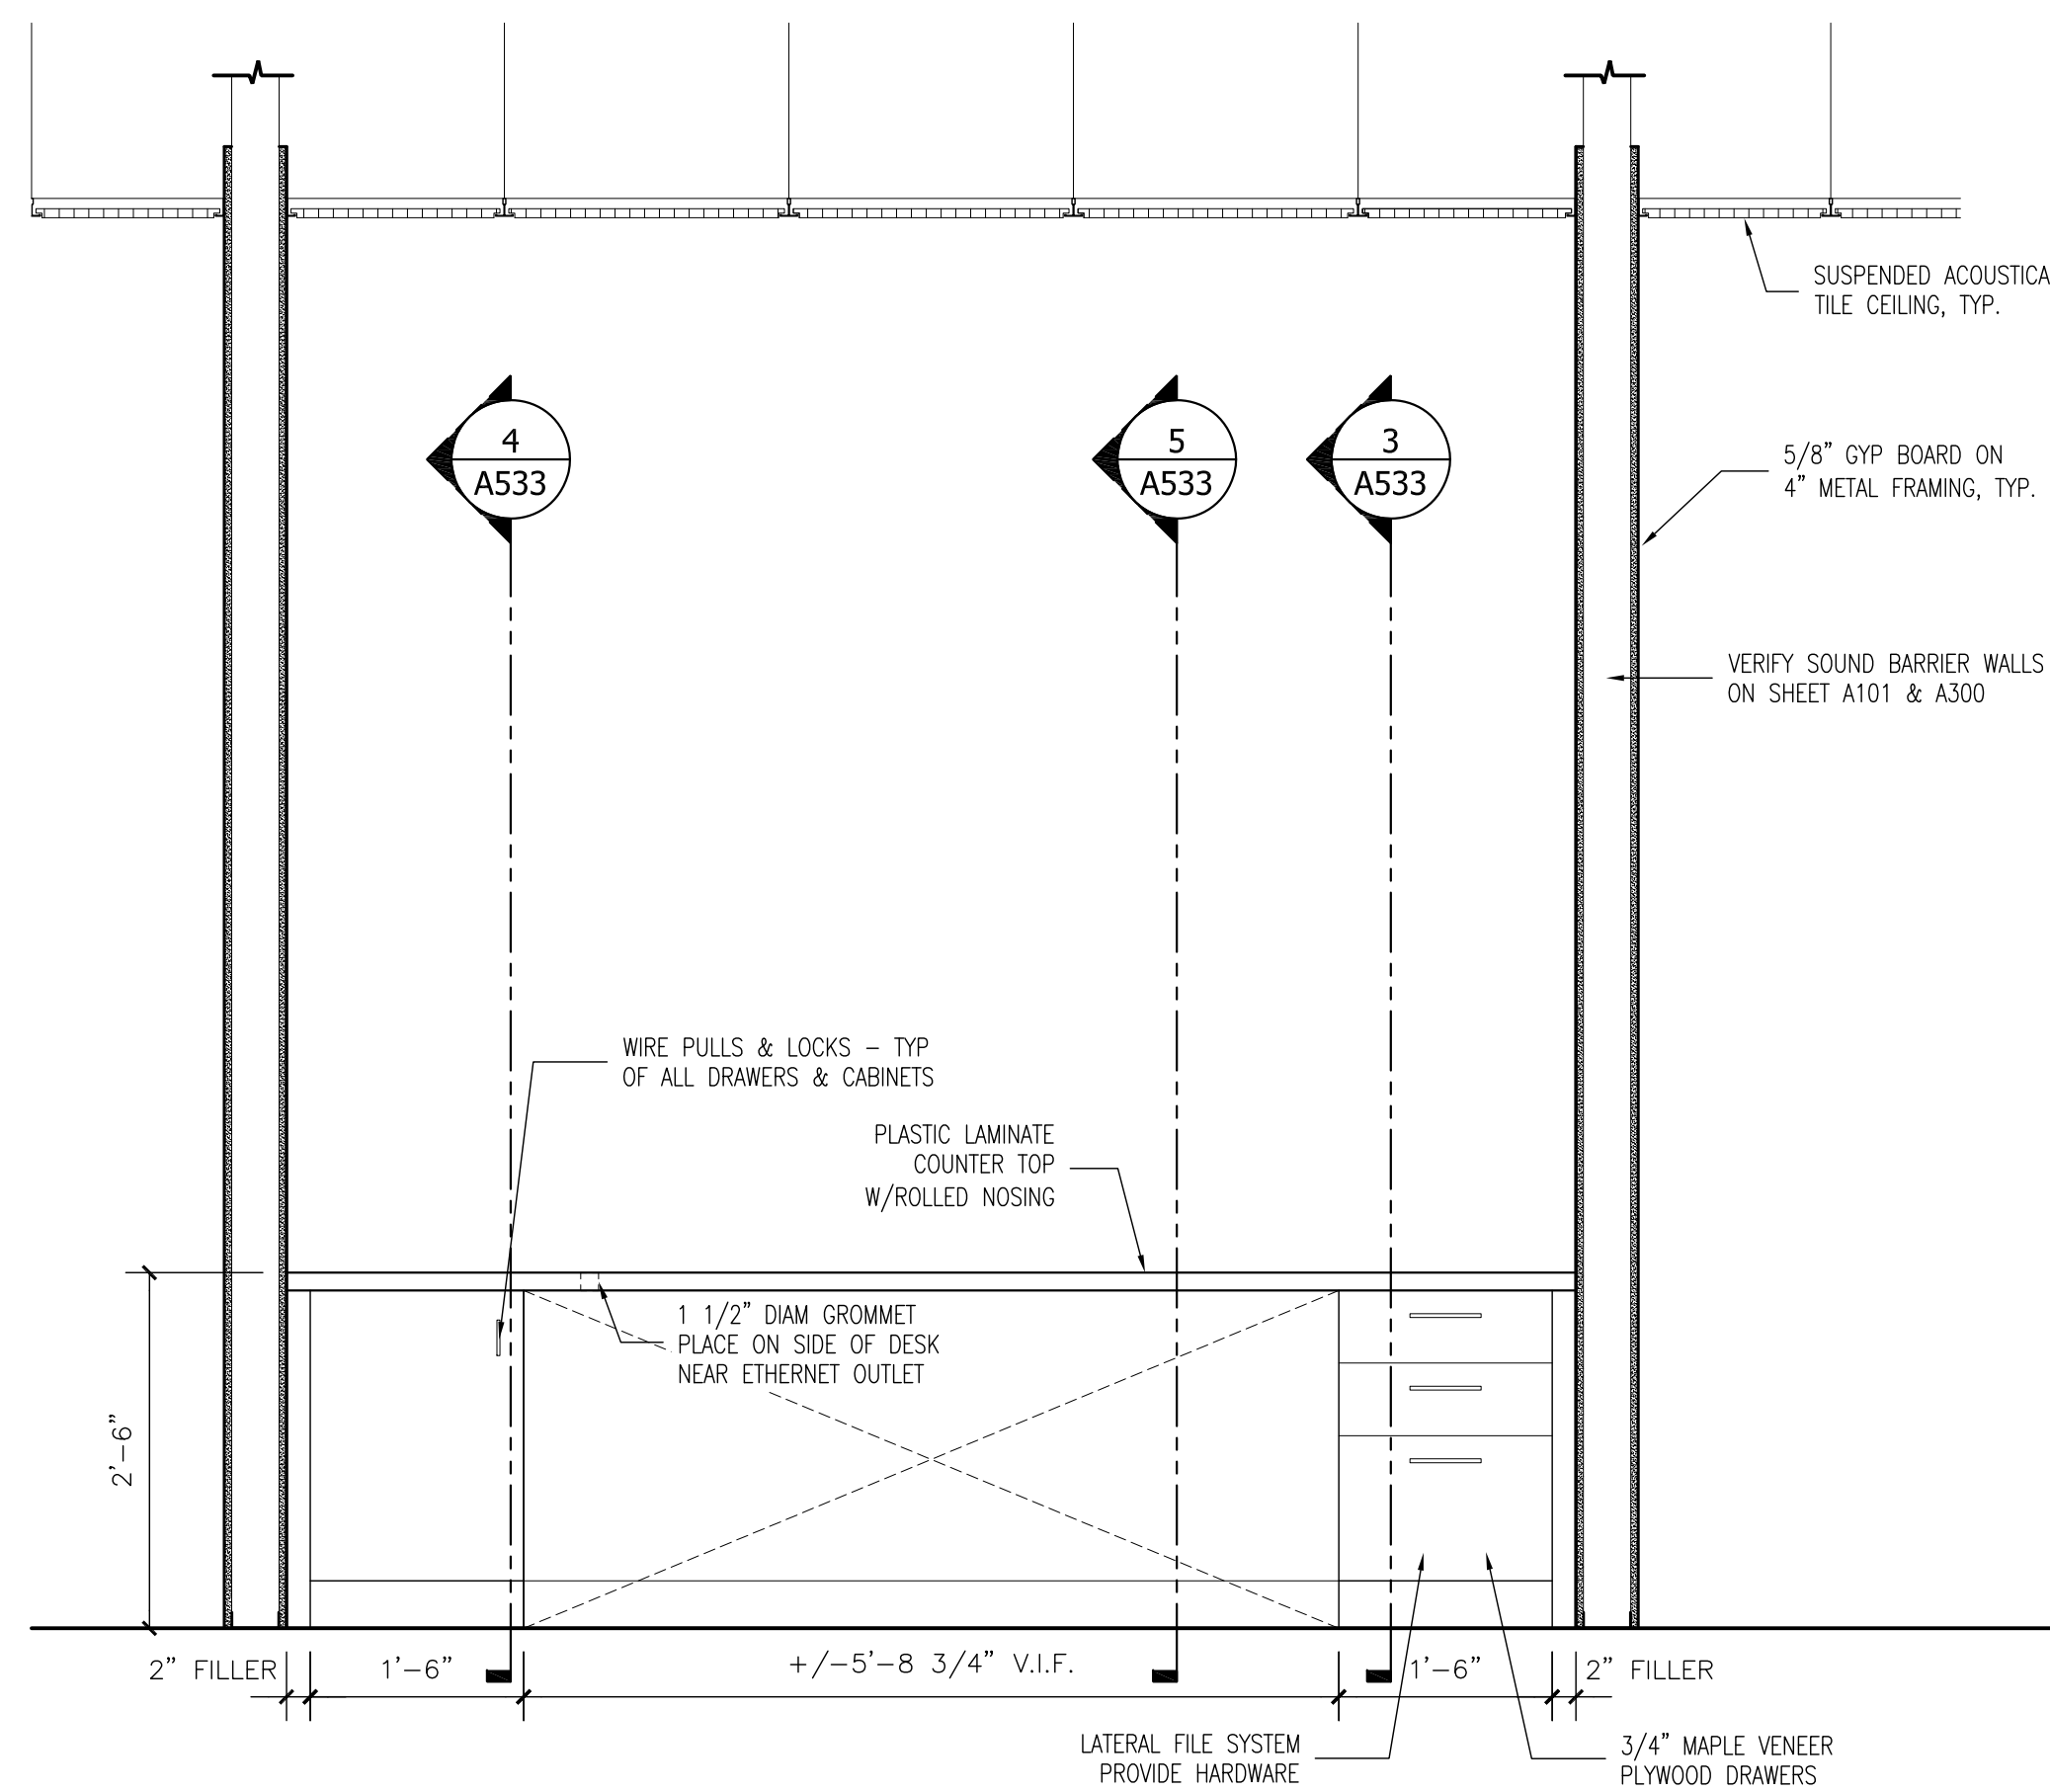 SUSPENDED ACOUSTICA
TILE CEILING, TYP.
4
A533
5
A533
3
A533
5/8" GYP BOARD ON
4" METAL FRAMING, TYP.
VERIFY SOUND BARRIER WALLS
ON SHEET A101 & A300
WIRE PULLS & LOCKS – TYP
OF ALL DRAWERS & CABINETS
PLASTIC LAMINATE
COUNTER TOP
W/ROLLED NOSING
1 1/2" DIAM GROMMET
PLACE ON SIDE OF DESK
NEAR ETHERNET OUTLET
2'–6"
2" FILLER
1'–6"
+/–5'–8 3/4" V.I.F.
1'–6"
2" FILLER
LATERAL FILE SYSTEM
PROVIDE HARDWARE
3/4" MAPLE VENEER
PLYWOOD DRAWERS